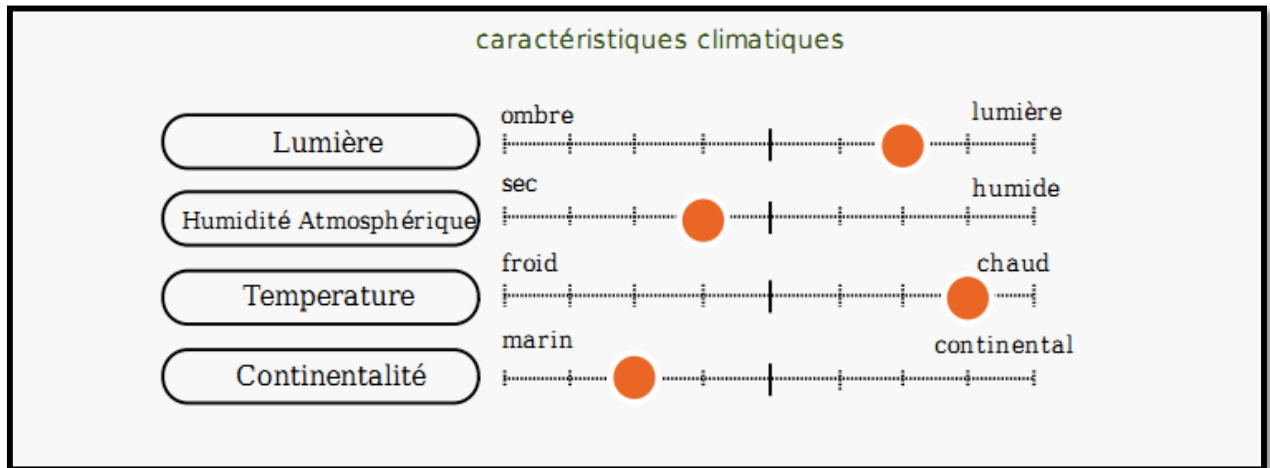 caractéristiques climatiques
ombre lumière
Lumière
sec humide
Humidité Atmosphérique
froid chaud
Temperature
marin continental
Continentalité